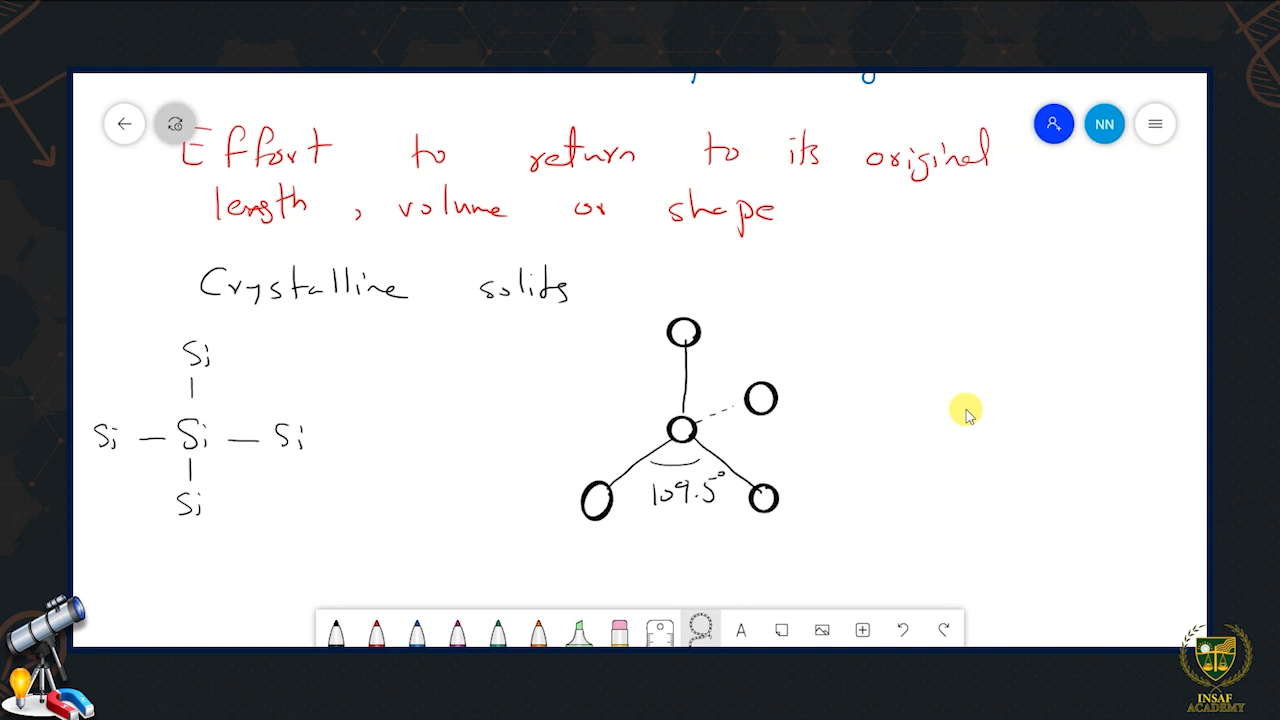 NN
Effort to return to its original
length, volume or shape
Crystalline solids
Si
Si – Si – Si
Si
109.5°
A
INSAF
ACADEMY